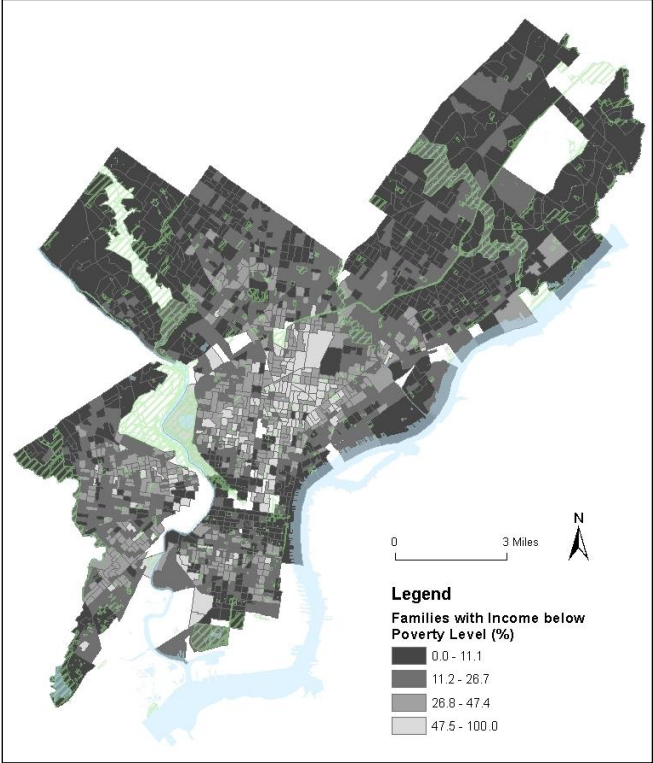 N
0 3 Miles
Legend
Families with Income below
Poverty Level (%)
0.0 - 11.1
11.2 - 26.7
26.8 - 47.4
47.5 - 100.0